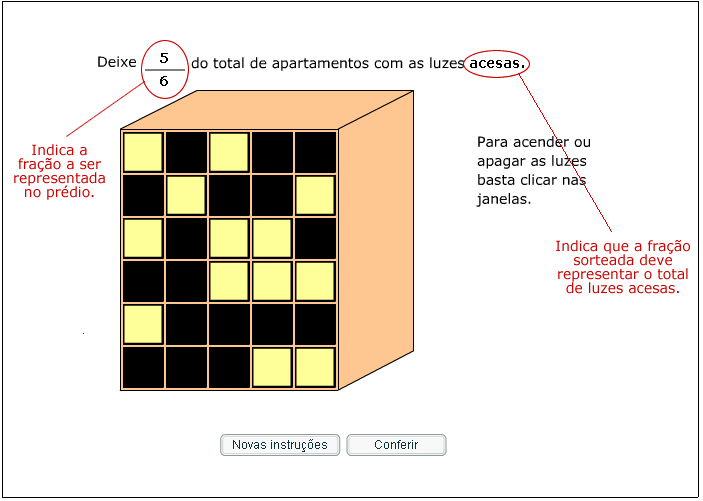 Deixe 5/6 do total de apartamentos com as luzes acesas.
Indica a
fração a ser
representada
no prédio.
Para acender ou
apagar as luzes
basta clicar nas
janelas.
Indica que a fração
sorteada deve
representar o total
de luzes acesas.
Novas instruções
Conferir